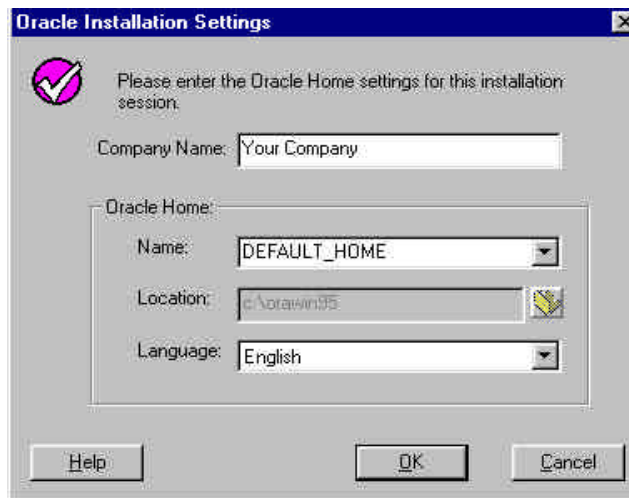 Oracle Installation Settings
Please enter the Oracle Home settings for this installation
session.
Company Name: Your Company
Oracle Home:
Name: DEFAULT_HOME
Location: c:\orawin95
Language: English
Help OK Cancel